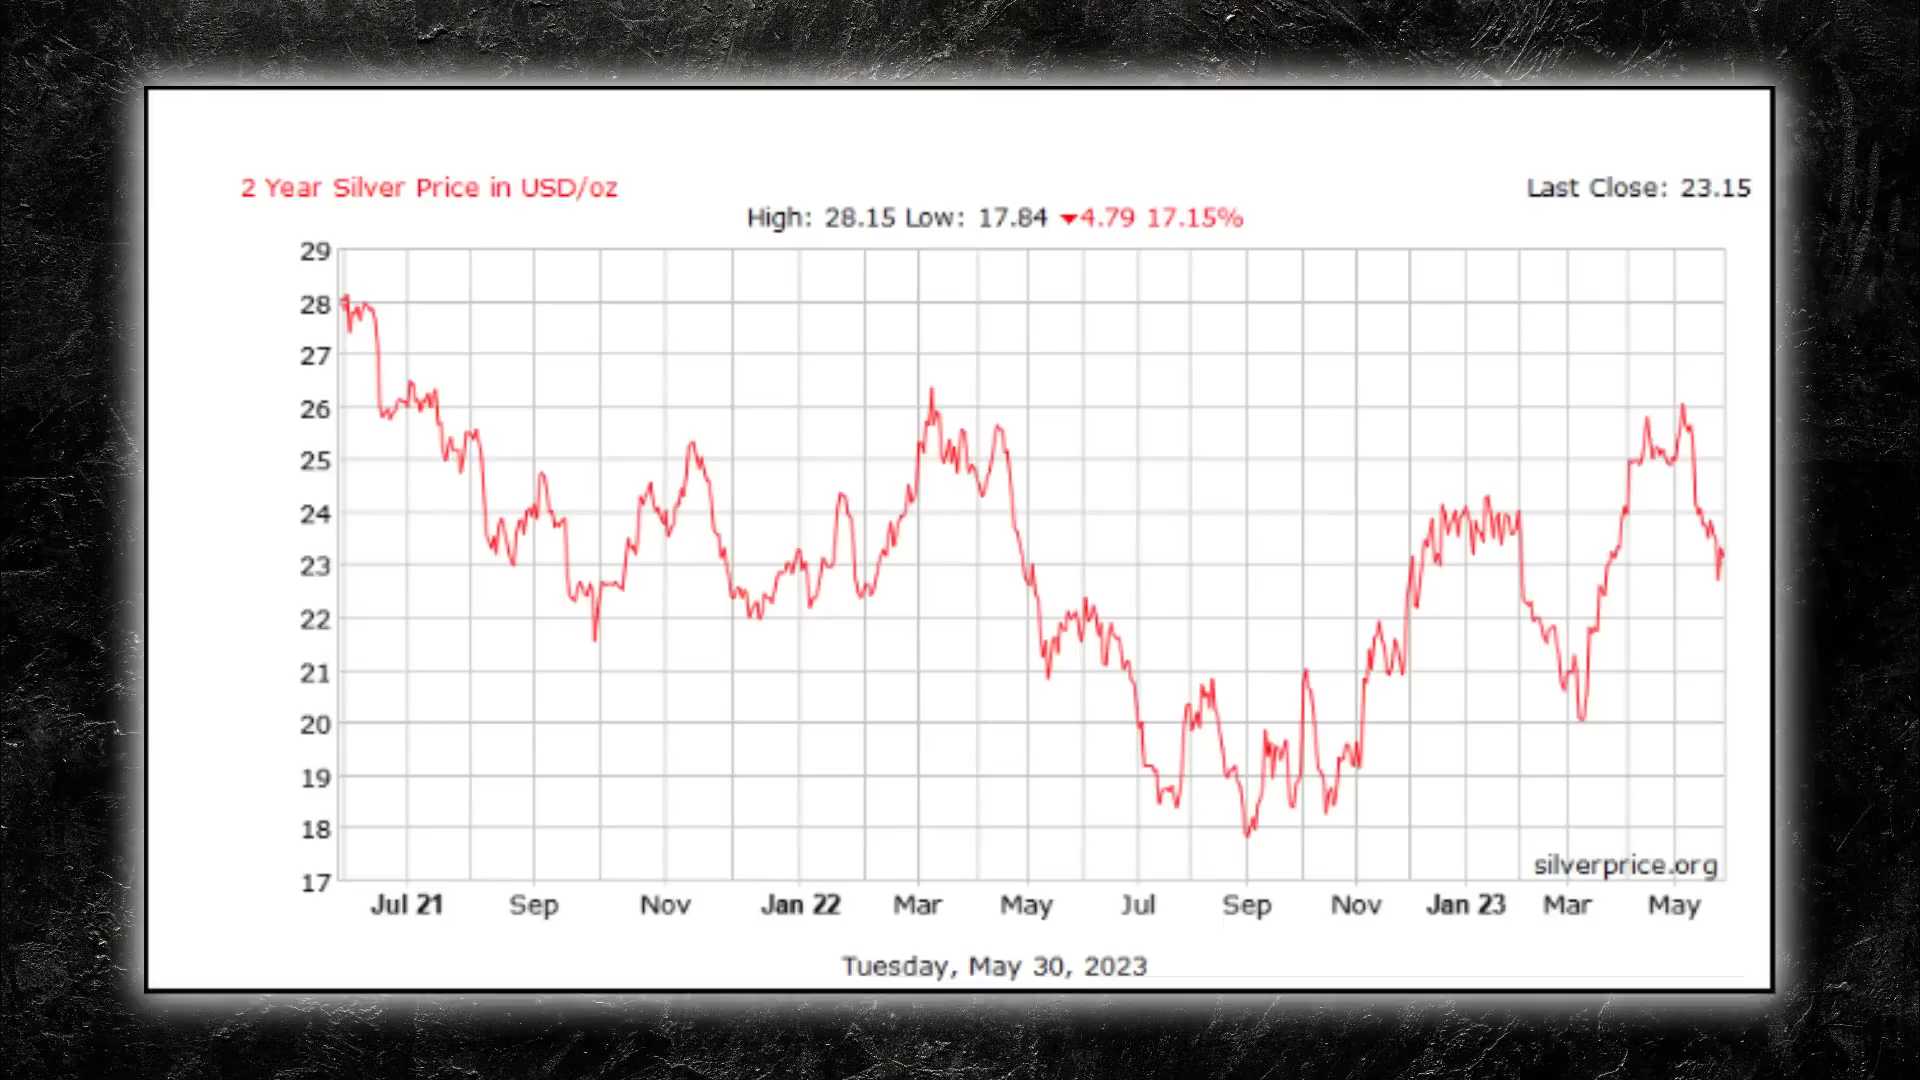 2 Year Silver Price in USD/oz
Last Close: 23.15
High: 28.15 Low: 17.84 ▼4.79 17.15%
29
28
27
26
25
24
23
22
21
20
19
18
17
silverprice.org
Jul 21 Sep Nov Jan 22 Mar May Jul Sep Nov Jan 23 Mar May
Tuesday, May 30, 2023